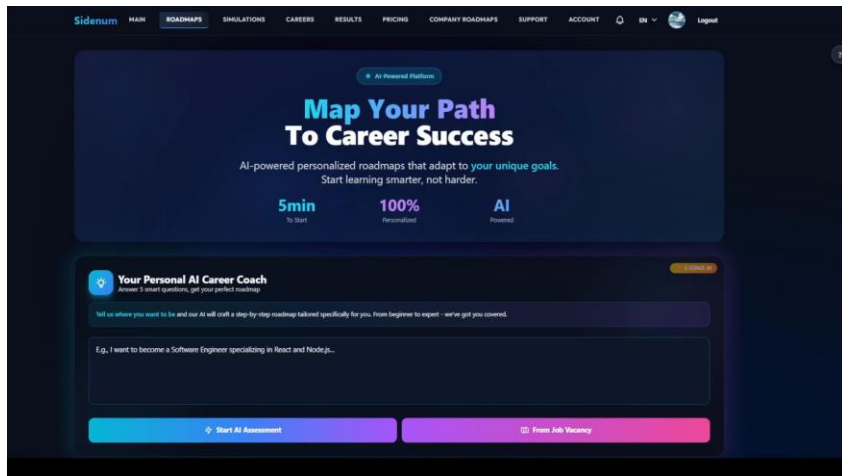 Sidenum MAIN ROADMAPS SIMULATIONS CAREERS RESULTS PRICING COMPANY ROADMAPS SUPPORT ACCOUNT EN Logout
AI-Powered Platform
Map Your Path
To Career Success
AI-powered personalized roadmaps that adapt to your unique goals.
Start learning smarter, not harder.
5min 100% AI
To Start Personalized Powered
Your Personal AI Career Coach
Answer 5 smart questions, get your perfect roadmap
Tell us where you want to be and our AI will craft a step-by-step roadmap tailored specifically for you. From beginner to expert - we've got you covered.
E.g., I want to become a Software Engineer specializing in React and Node.js...
Start AI Assessment From Job Vacancy